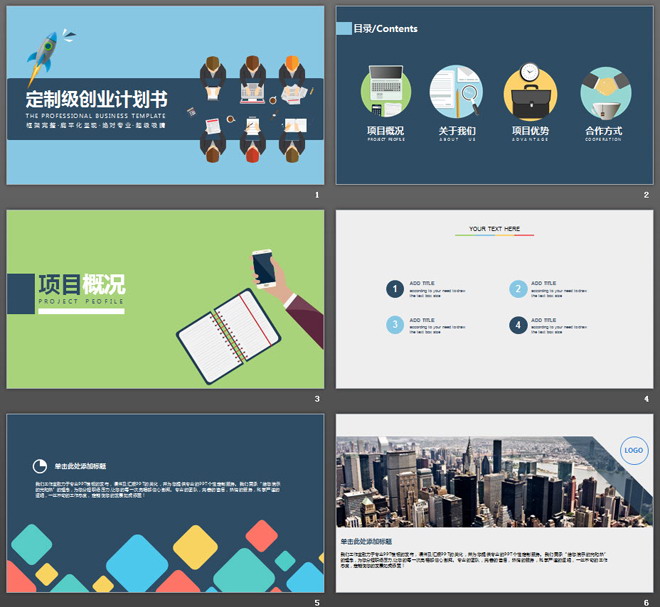 定制级创业计划书
THE PROFESSIONAL BUSINESS TEMPLATE
框架完整·扁平化呈现·绝对专业·超级吸睛
1
目录/Contents
项目概况
PROJECT PEOFILE
关于我们
ABOUT US
项目优势
ADVANTAGE
合作方式
COOPERATION
2
项目概况
PROJECT PEOFILE
3
YOUR TEXT HERE
1
ADD TITLE
according to your need to draw
the text box size
2
ADD TITLE
according to your need to draw
the text box size
3
ADD TITLE
according to your need to draw
the text box size
4
ADD TITLE
according to your need to draw
the text box size
4
单击此处添加标题
5
LOGO
单击此处添加标题
6